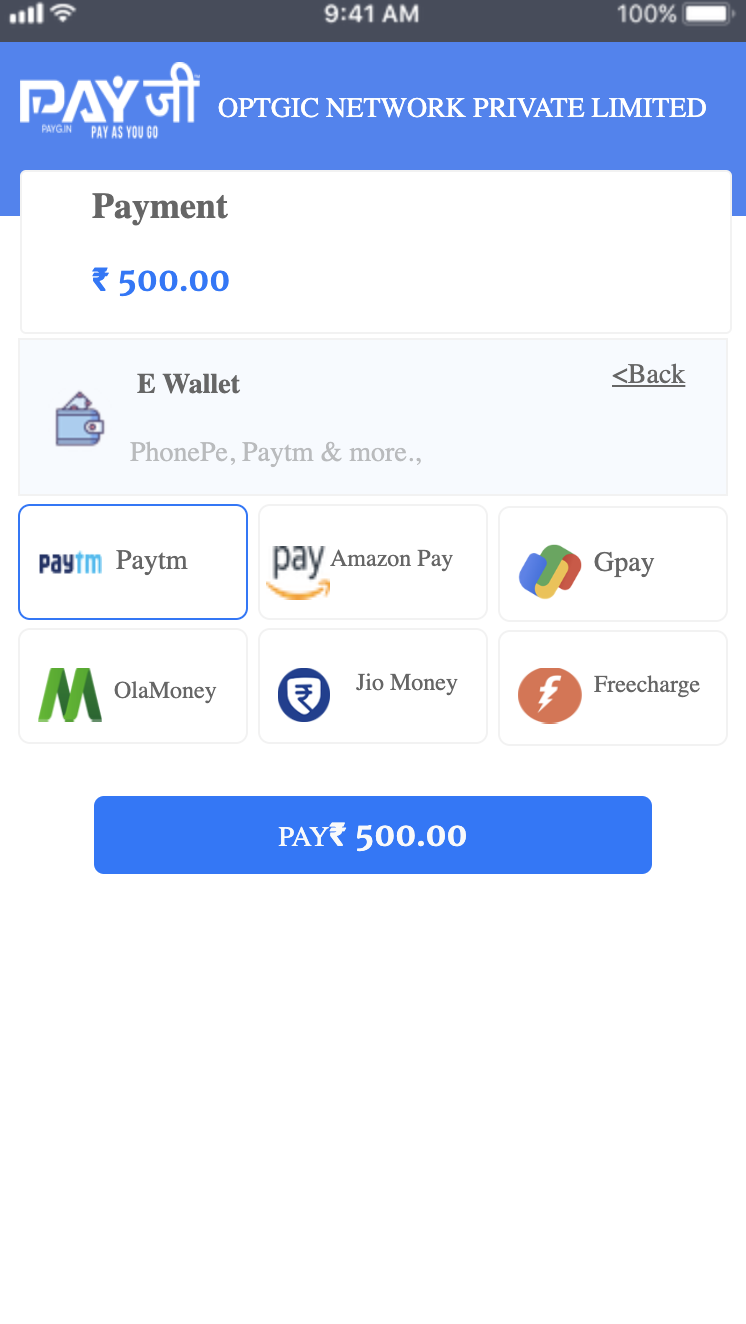 9:41 AM 100%
PAY जी
PAYG.IN PAY AS YOU GO
OPTGIC NETWORK PRIVATE LIMITED
Payment
₹ 500.00
E Wallet
<Back
PhonePe, Paytm & more.,
paytm Paytm
pay Amazon Pay
Gpay
OlaMoney
₹ Jio Money
Freecharge
PAY₹ 500.00